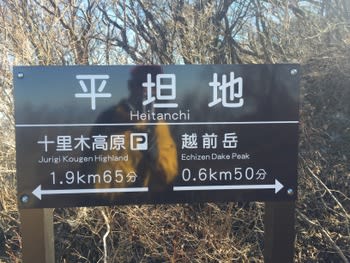 平坦地
Heitanchi
十里木高原 P 越前岳
Jurigi Kougen Highland Echizen Dake Peak
1.9km65分 0.6km50分